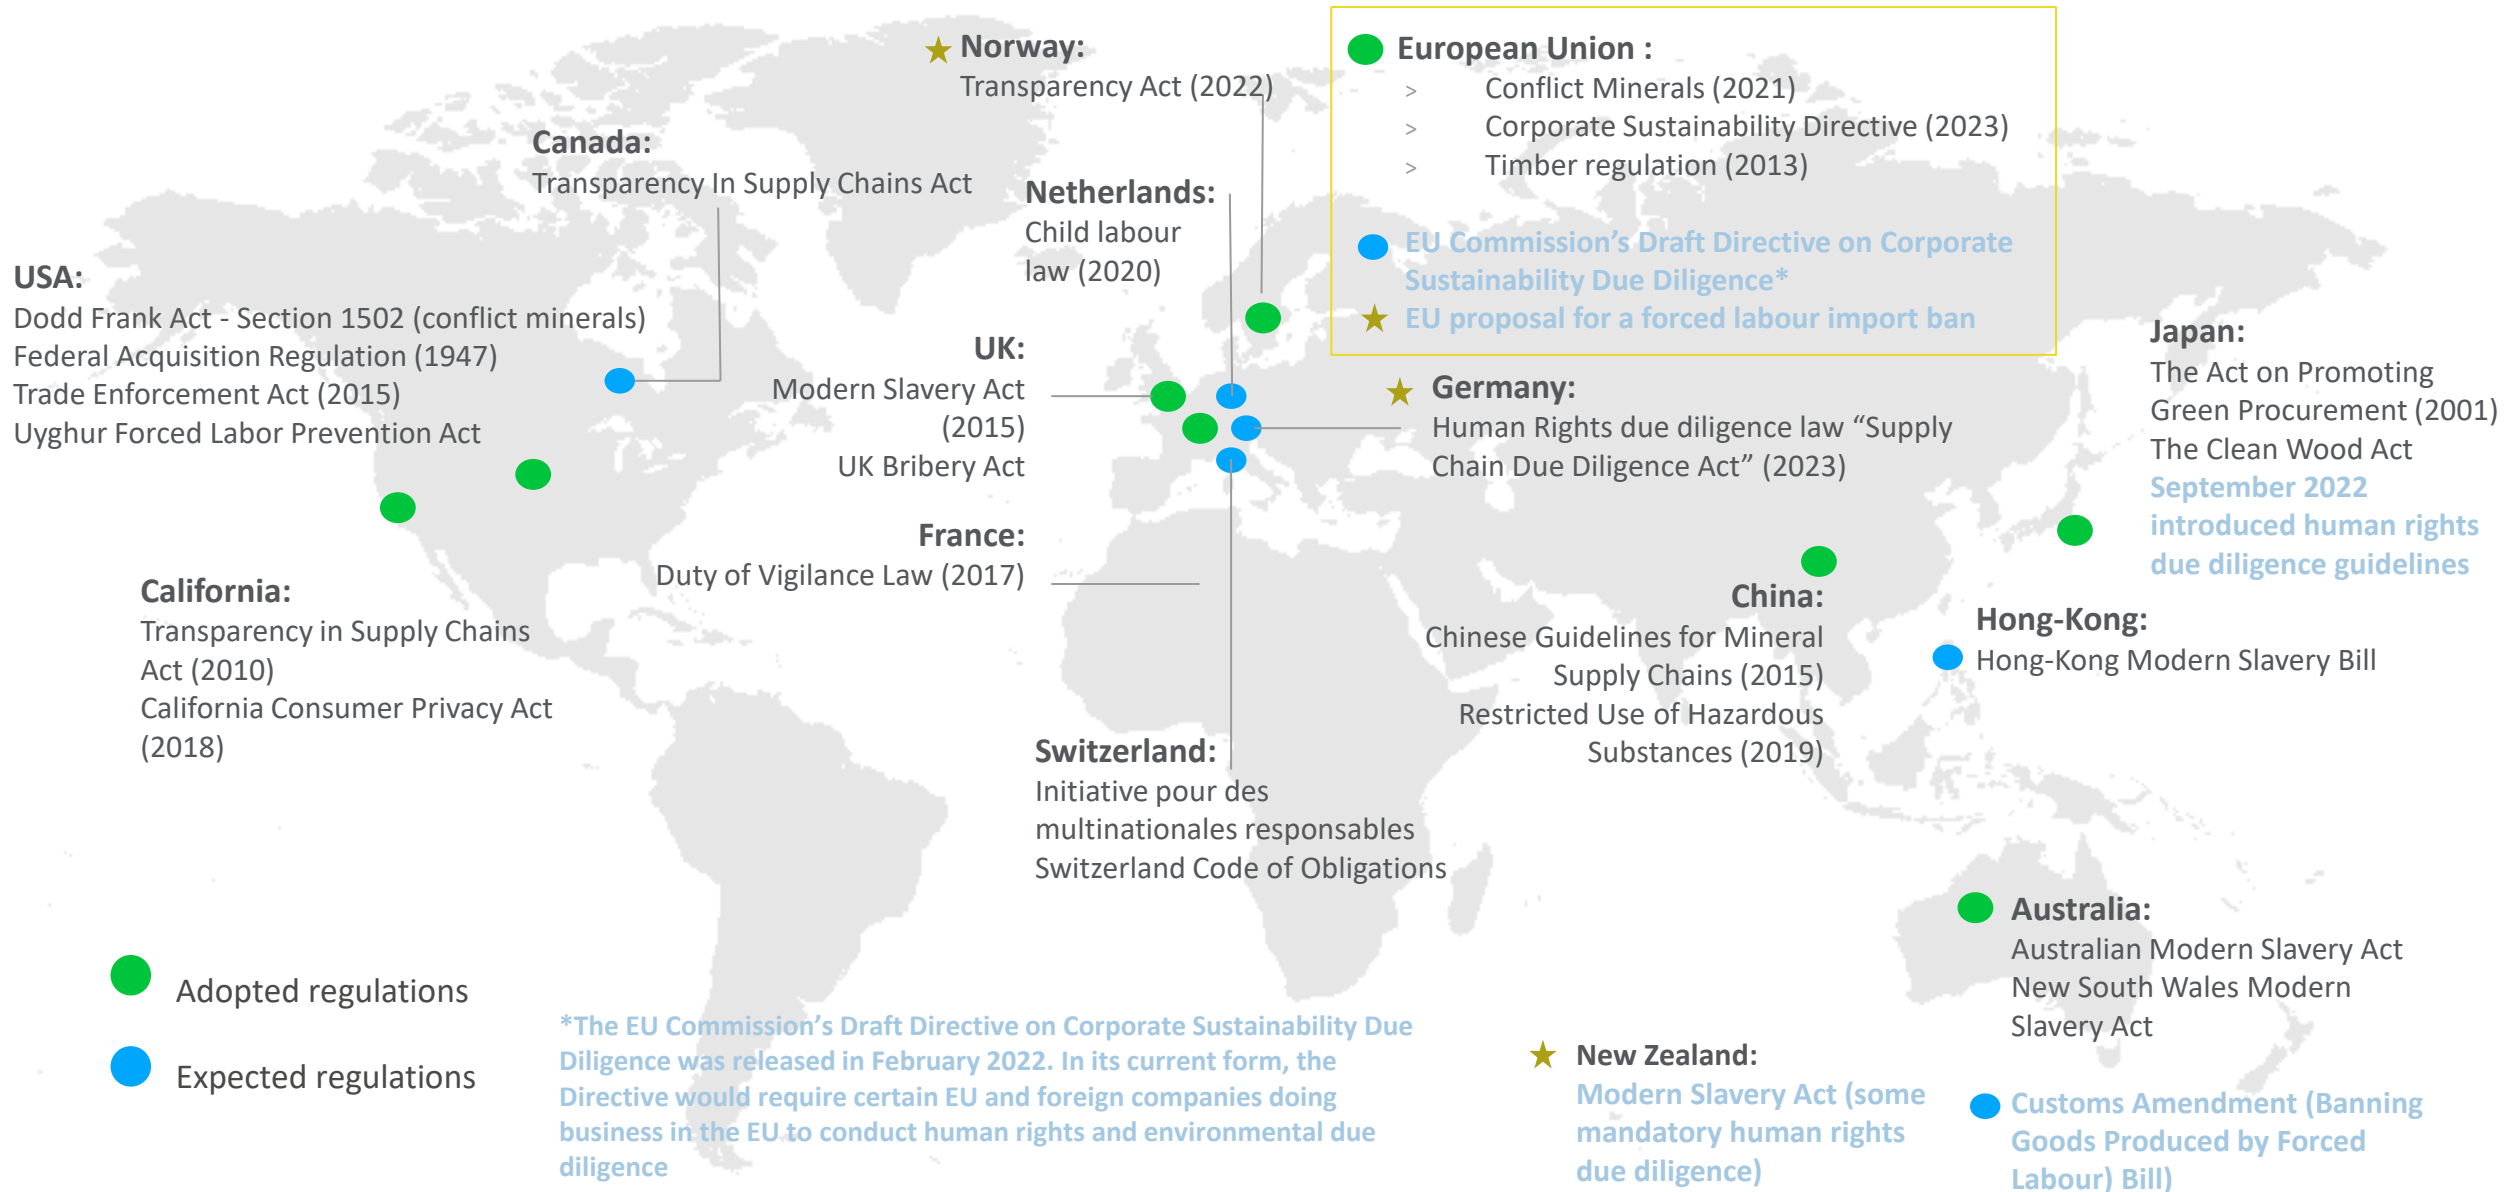 Norway:
Transparency Act (2022)
European Union :
> Conflict Minerals (2021)
> Corporate Sustainability Directive (2023)
> Timber regulation (2013)
EU Commission’s Draft Directive on Corporate
Sustainability Due Diligence*
EU proposal for a forced labour import ban
Canada:
Transparency In Supply Chains Act
Netherlands:
Child labour
law (2020)
USA:
Dodd Frank Act - Section 1502 (conflict minerals)
Federal Acquisition Regulation (1947)
Trade Enforcement Act (2015)
Uyghur Forced Labor Prevention Act
UK:
Modern Slavery Act
(2015)
UK Bribery Act
Germany:
Human Rights due diligence law “Supply
Chain Due Diligence Act” (2023)
Japan:
The Act on Promoting
Green Procurement (2001)
The Clean Wood Act
September 2022
introduced human rights
due diligence guidelines
France:
Duty of Vigilance Law (2017)
California:
Transparency in Supply Chains
Act (2010)
California Consumer Privacy Act
(2018)
China:
Chinese Guidelines for Mineral
Supply Chains (2015)
Restricted Use of Hazardous
Substances (2019)
Hong-Kong:
Hong-Kong Modern Slavery Bill
Switzerland:
Initiative pour des
multinationales responsables
Switzerland Code of Obligations
Australia:
Australian Modern Slavery Act
New South Wales Modern
Slavery Act
Customs Amendment (Banning
Goods Produced by Forced
Labour) Bill)
New Zealand:
Modern Slavery Act (some
mandatory human rights
due diligence)
Adopted regulations
Expected regulations
*The EU Commission’s Draft Directive on Corporate Sustainability Due
Diligence was released in February 2022. In its current form, the
Directive would require certain EU and foreign companies doing
business in the EU to conduct human rights and environmental due
diligence